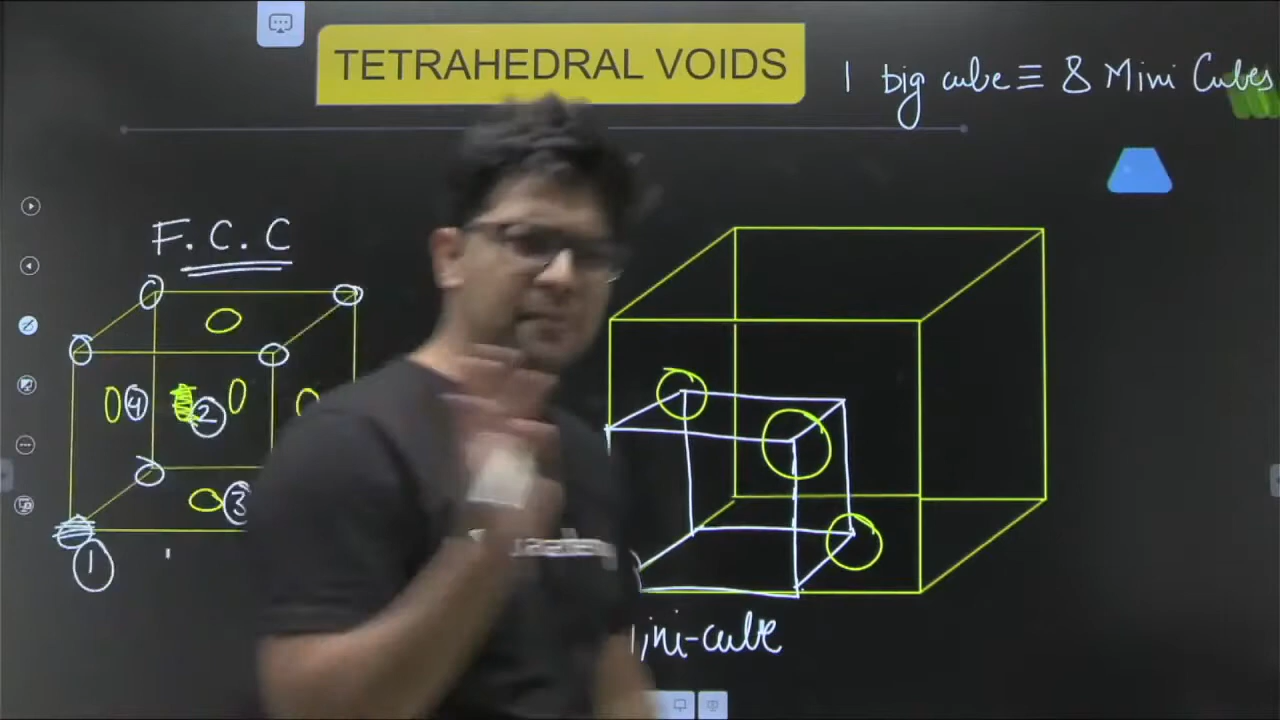 TETRAHEDRAL VOIDS
1 big cube ≡ 8 Mini Cubes
F.C.C
4
2
3
1
ini-cube